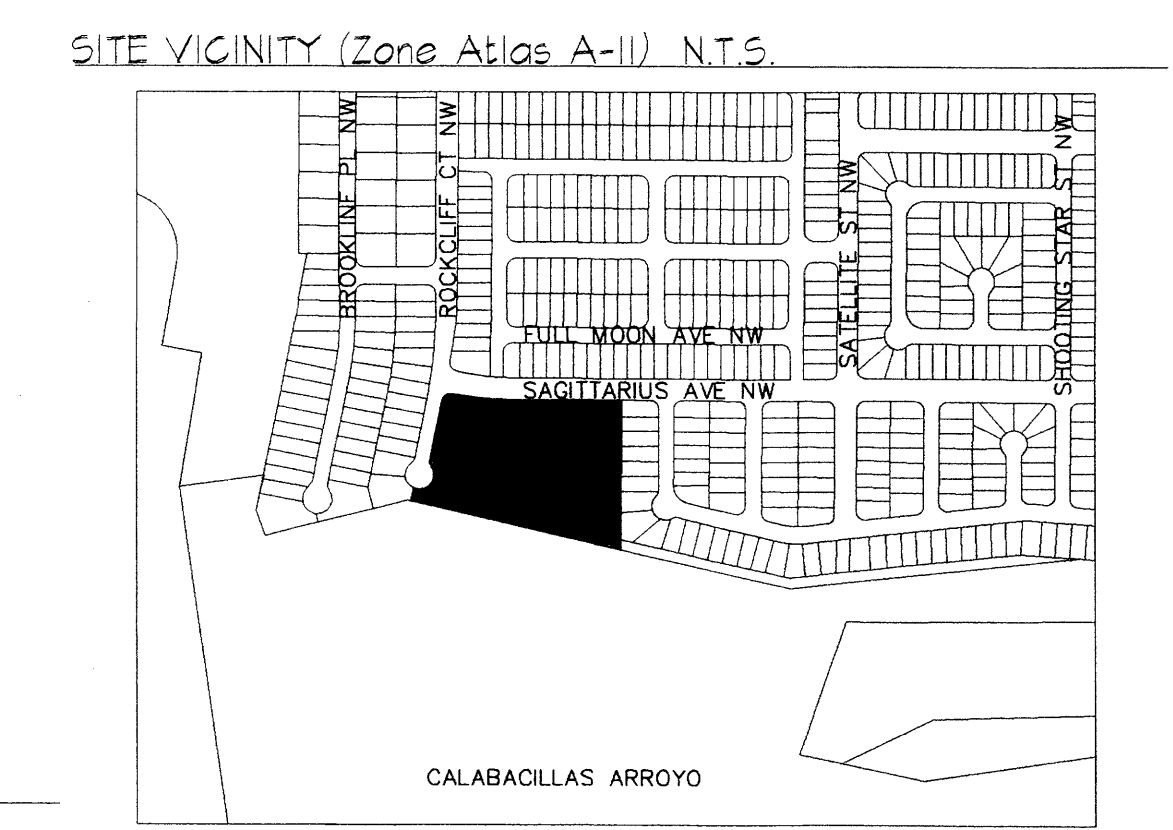 SITE VICINITY (Zone Atlas A-11) N.T.S.
BROOKLINE PL NW
ROCKCLIFF CT NW
SATELLITE ST NW
SHOOTING STAR ST NW
FULL MOON AVE NW
SAGITTARIUS AVE NW
CALABACILLAS ARROYO